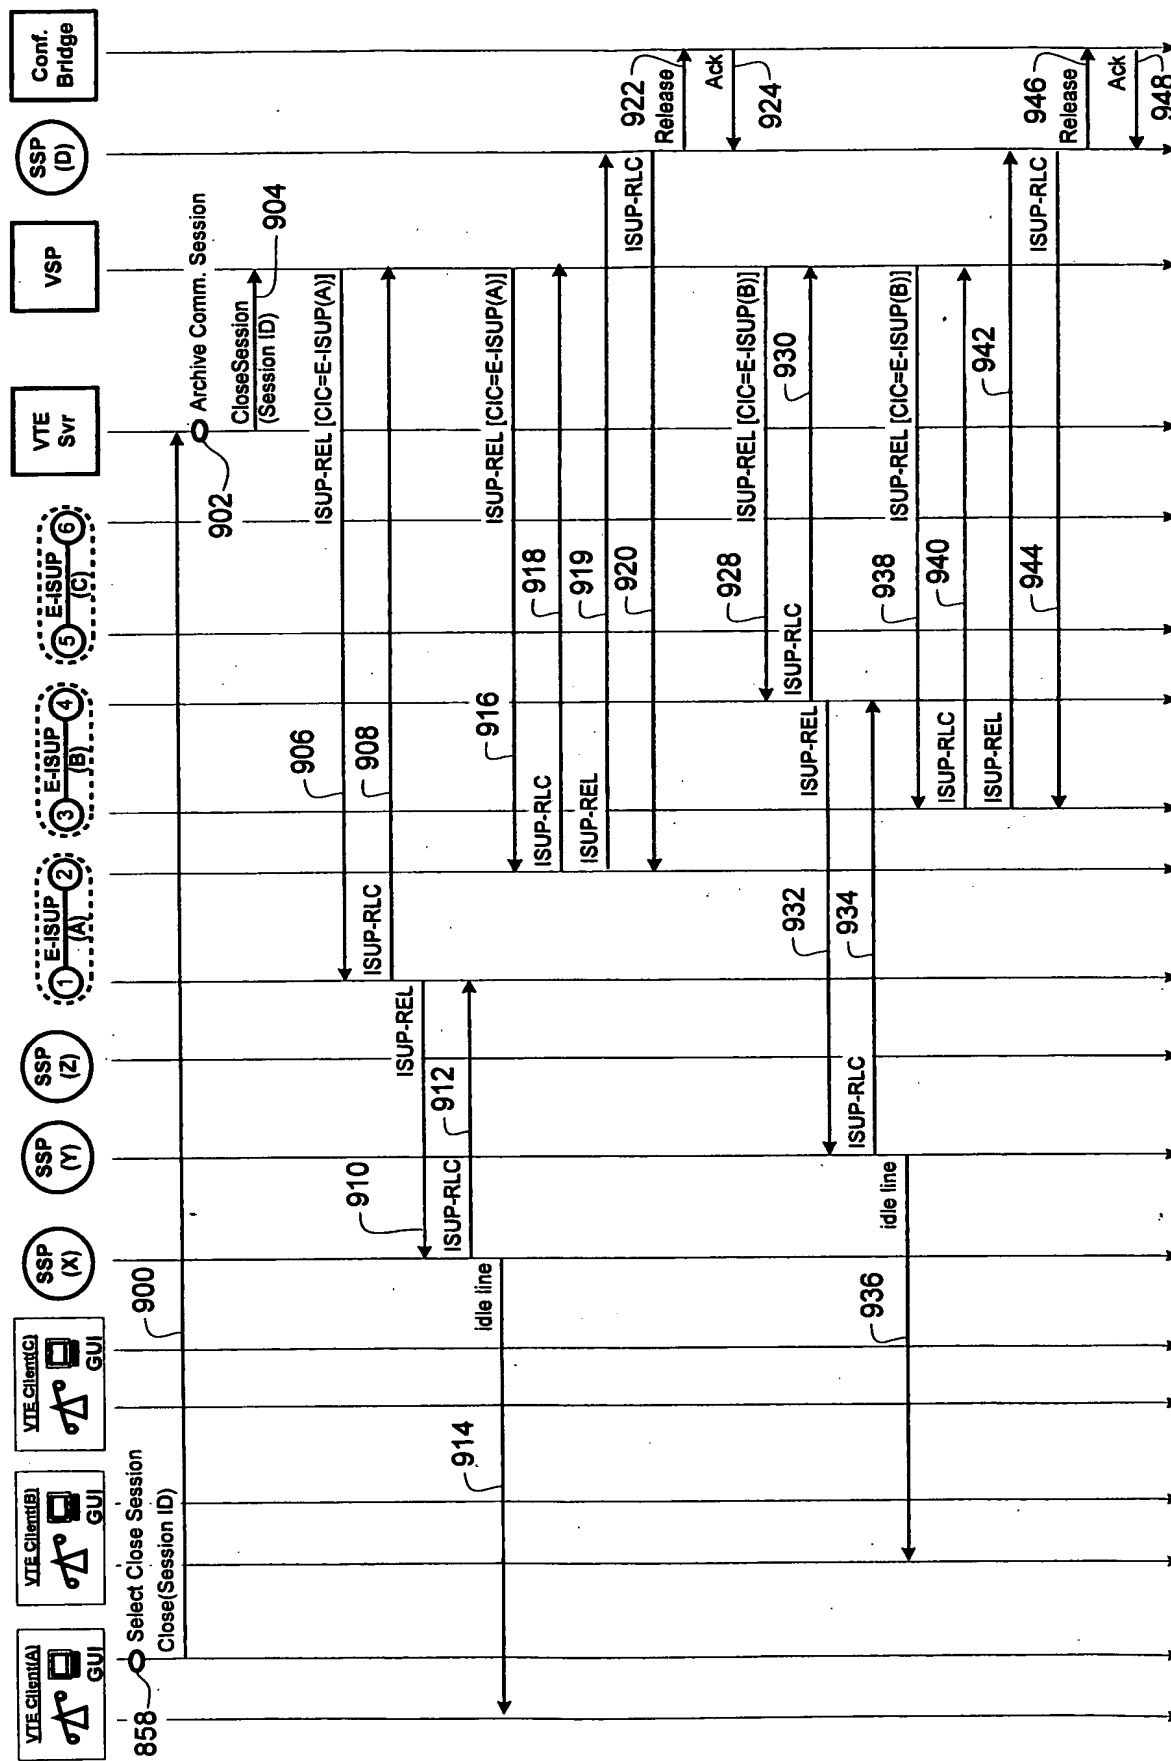 VTE Client(A)
GUI
VTE Client(B)
GUI
VTE Client(C)
GUI
SSP
(X)
SSP
(Y)
SSP
(Z)
1
E-ISUP
(A)
2
3
E-ISUP
(B)
4
5
E-ISUP
(C)
6
VTE
Svr
VSP
SSP
(D)
Conf.
Bridge
858
Select Close Session
Close(Session ID)
900
902
Archive Comm. Session
CloseSession
(Session ID)
904
906
ISUP-REL [CIC=E-ISUP(A)]
ISUP-RLC
908
910
ISUP-REL
ISUP-RLC
912
914
idle line
916
ISUP-REL [CIC=E-ISUP(A)]
ISUP-RLC
918
ISUP-REL
919
920
ISUP-RLC
922
Release
Ack
924
928
ISUP-REL [CIC=E-ISUP(B)]
ISUP-RLC
930
932
ISUP-REL
ISUP-RLC
934
936
idle line
938
ISUP-REL [CIC=E-ISUP(B)]
ISUP-RLC
940
ISUP-REL
942
944
ISUP-RLC
946
Release
Ack
948